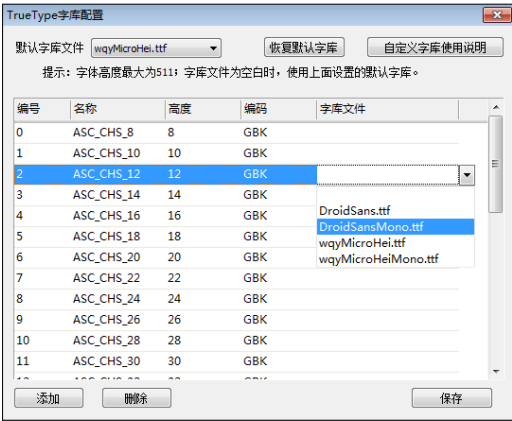 TrueType字库配置
默认字库文件 wqyMicroHei.ttf 恢复默认字库 自定义字库使用说明
提示：字体高度最大为511；字库文件为空白时，使用上面设置的默认字库。
编号 名称 高度 编码 字库文件
0 ASC_CHS_8 8 GBK
1 ASC_CHS_10 10 GBK
2 ASC_CHS_12 12 GBK
3 ASC_CHS_14 14 GBK
DroidSans.ttf
4 ASC_CHS_16 16 GBK
DroidSansMono.ttf
5 ASC_CHS_18 18 GBK
wqyMicroHei.ttf
6 ASC_CHS_20 20 GBK
wqyMicroHeiMono.ttf
7 ASC_CHS_22 22 GBK
8 ASC_CHS_24 24 GBK
9 ASC_CHS_26 26 GBK
10 ASC_CHS_28 28 GBK
11 ASC_CHS_30 30 GBK
添加 删除 保存